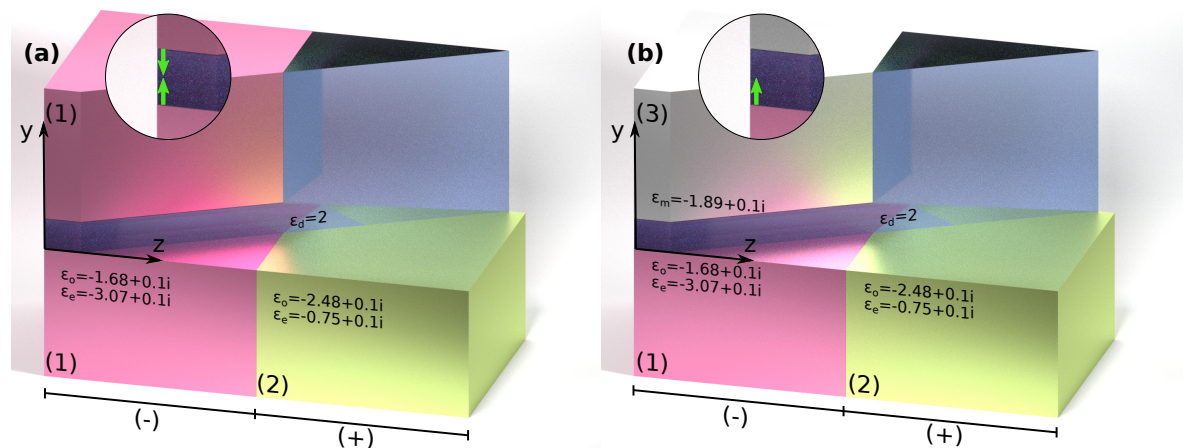 (a)
(1)
y
z
εd=2
εo=-1.68+0.1i
εe=-3.07+0.1i
εo=-2.48+0.1i
εe=-0.75+0.1i
(1)
(2)
(-)
(+)
(b)
(3)
y
εm=-1.89+0.1i
z
εd=2
εo=-1.68+0.1i
εe=-3.07+0.1i
εo=-2.48+0.1i
εe=-0.75+0.1i
(1)
(2)
(-)
(+)